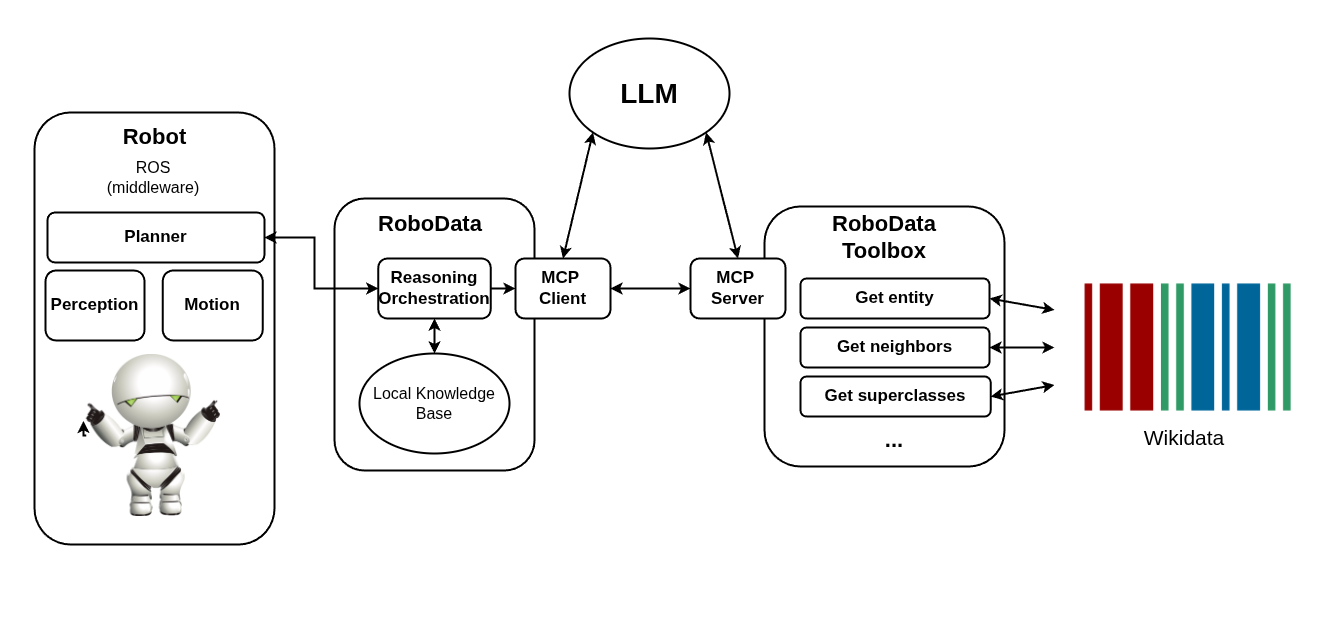 LLM
Robot
ROS
(middleware)
Planner
Perception
Motion
RoboData
Reasoning
Orchestration
MCP
Client
Local Knowledge
Base
MCP
Server
RoboData
Toolbox
Get entity
Get neighbors
Get superclasses
...
Wikidata